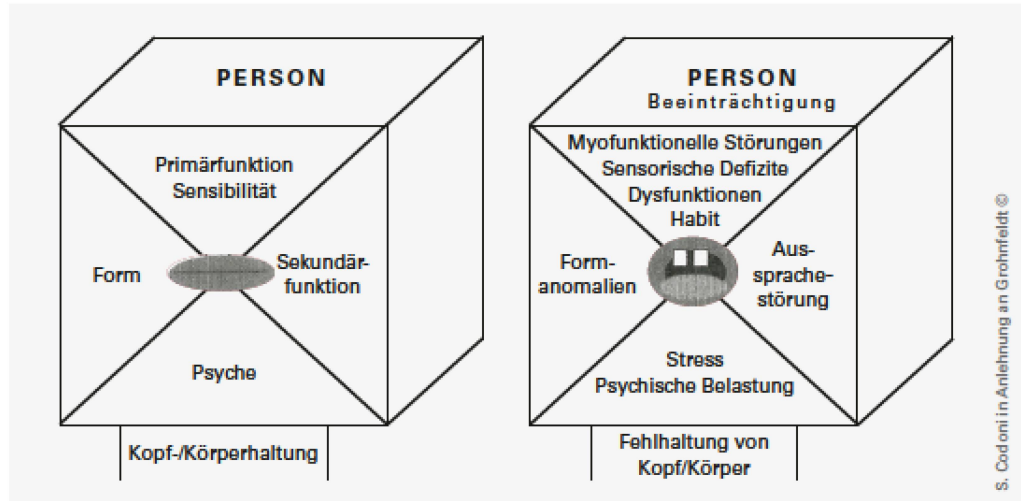 PERSON
Primärfunktion
Sensibilität
Form
Sekundär-
funktion
Psyche
Kopf-/Körperhaltung
PERSON
Beeinträchtigung
Myofunktionelle Störungen
Sensorische Defizite
Dysfunktionen
Habit
Form-
anomalien
Aus-
sprache-
störung
Stress
Psychische Belastung
Fehlhaltung von
Kopf/Körper
S. Codoni in Anlehnung an Grohnfeldt ©